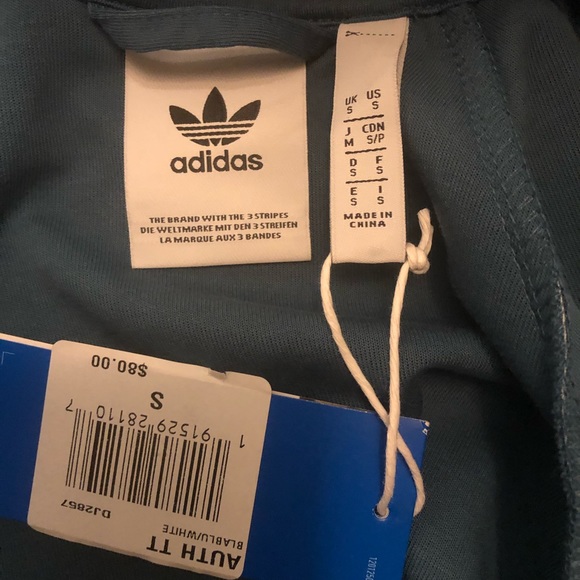 adidas
THE BRAND WITH THE 3 STRIPES
DIE WELTMARKE MIT DEN 3 STREIFEN
LA MARQUE AUX 3 BANDES
UK US
S S
J CDN
M S/P
D F
S S
E I
S S
MADE IN
CHINA
AUTH TT
BLABLU/WHITE
DJ2857
1 91529 28110 7
S
$80.00